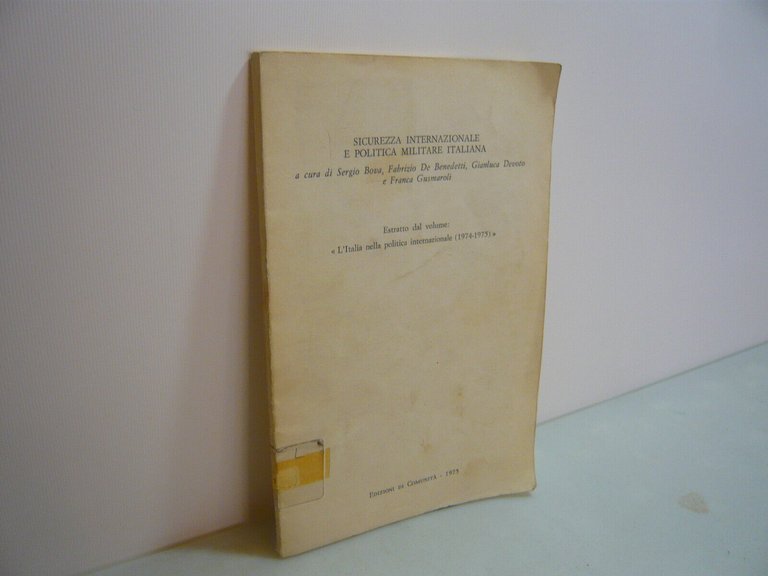 SICUREZZA INTERNAZIONALE
E POLITICA MILITARE ITALIANA
a cura di Sergio Bova, Fabrizio De Benedetti, Gianluca Devoto
e Franca Gusmaroli
Estratto dal volume:
« L'Italia nella politica internazionale (1974-1975) »
EDIZIONI DI COMUNITÀ - 1975